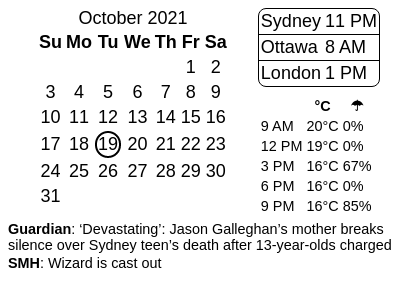 October 2021
Su Mo Tu We Th Fr Sa
1 2
3 4 5 6 7 8 9
10 11 12 13 14 15 16
17 18 19 20 21 22 23
24 25 26 27 28 29 30
31
Sydney 11 PM
Ottawa 8 AM
London 1 PM
°C ☂
9 AM 20°C 0%
12 PM 19°C 0%
3 PM 16°C 67%
6 PM 16°C 0%
9 PM 16°C 85%
Guardian: ‘Devastating’: Jason Galleghan’s mother breaks
silence over Sydney teen’s death after 13-year-olds charged
SMH: Wizard is cast out